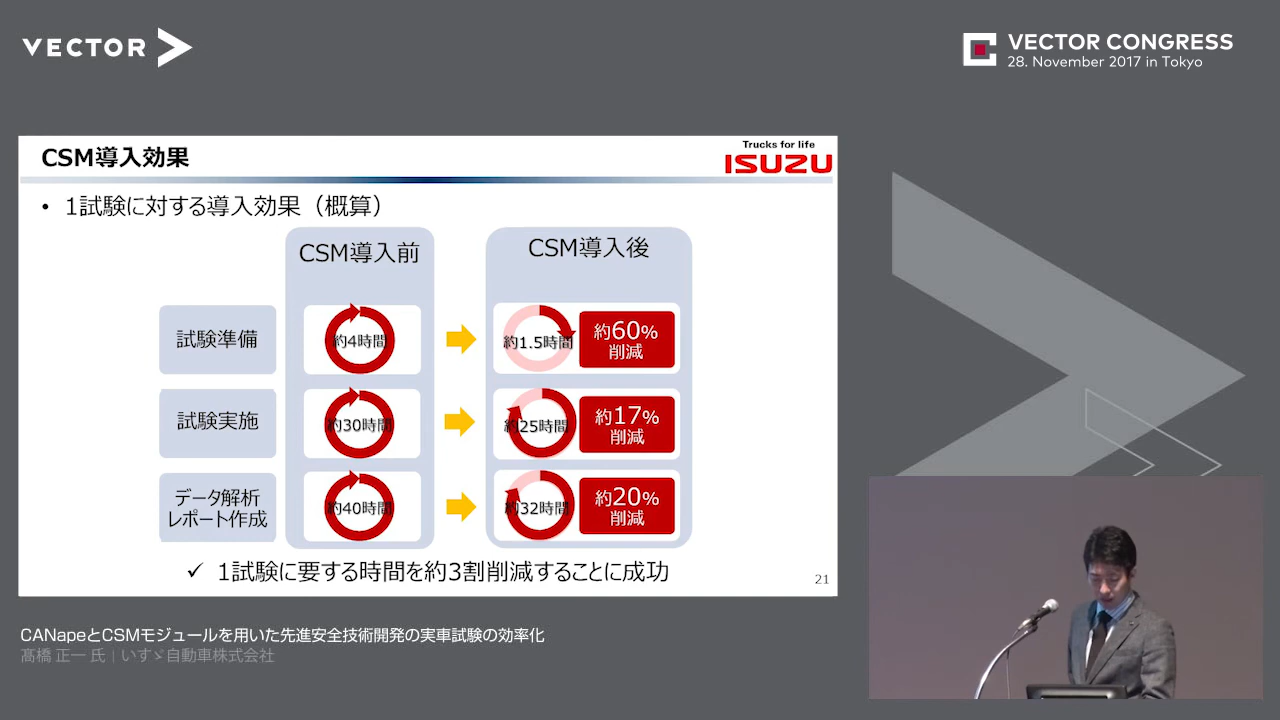 VECTOR
VECTOR CONGRESS
28. November 2017 in Tokyo
CSM導入効果
Trucks for life
ISUZU
• 1試験に対する導入効果（概算）
CSM導入前
CSM導入後
試験準備
約4時間
約1.5時間
約60%
削減
試験実施
約30時間
約25時間
約17%
削減
データ解析
レポート作成
約40時間
約32時間
約20%
削減
✓ 1試験に要する時間を約3割削減することに成功
21
CANapeとCSMモジュールを用いた先進安全技術開発の実車試験の効率化
髙橋 正一 氏 | いすゞ自動車株式会社